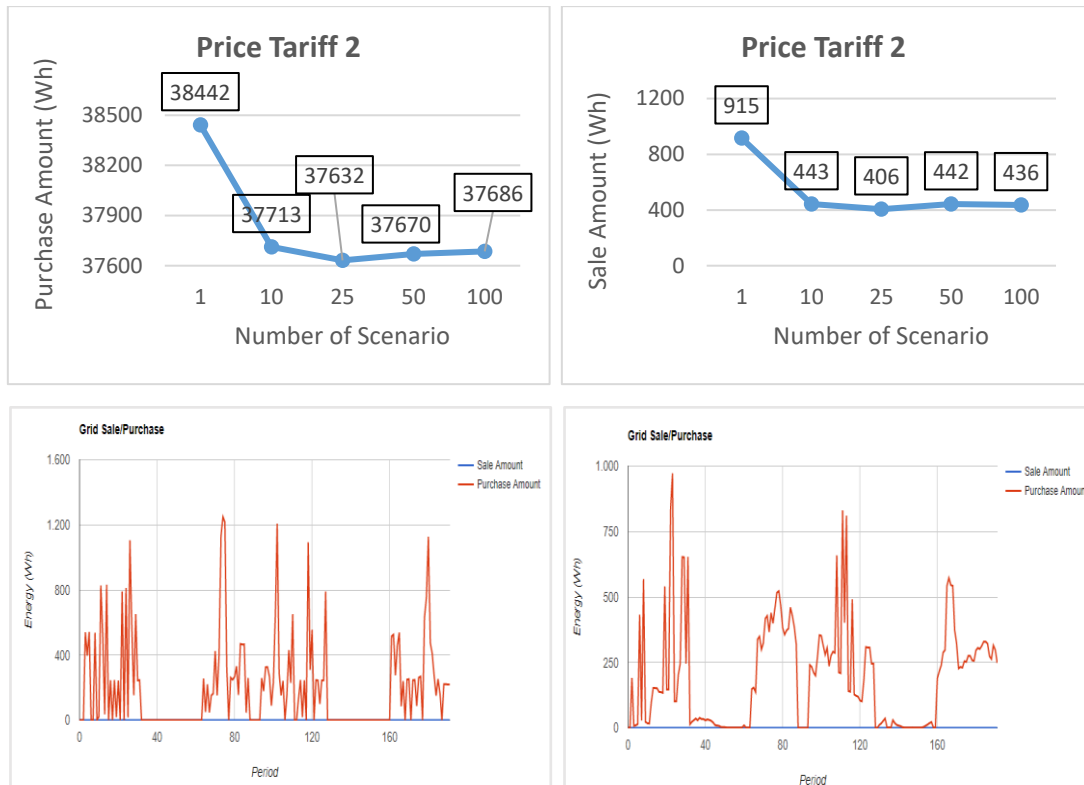 Price Tariff 2
Purchase Amount (Wh)
38500
38200
37900
37600
38442
37713
37632
37670
37686
1 10 25 50 100
Number of Scenario
Price Tariff 2
Sale Amount (Wh)
1200
800
400
0
915
443
406
442
436
1 10 25 50 100
Number of Scenario
Grid Sale/Purchase
Energy (Wh)
1.600
1.200
800
400
0
0 40 80 120 160
Period
Sale Amount
Purchase Amount
Grid Sale/Purchase
Energy (Wh)
1.000
750
500
250
0
0 40 80 120 160
Period
Sale Amount
Purchase Amount